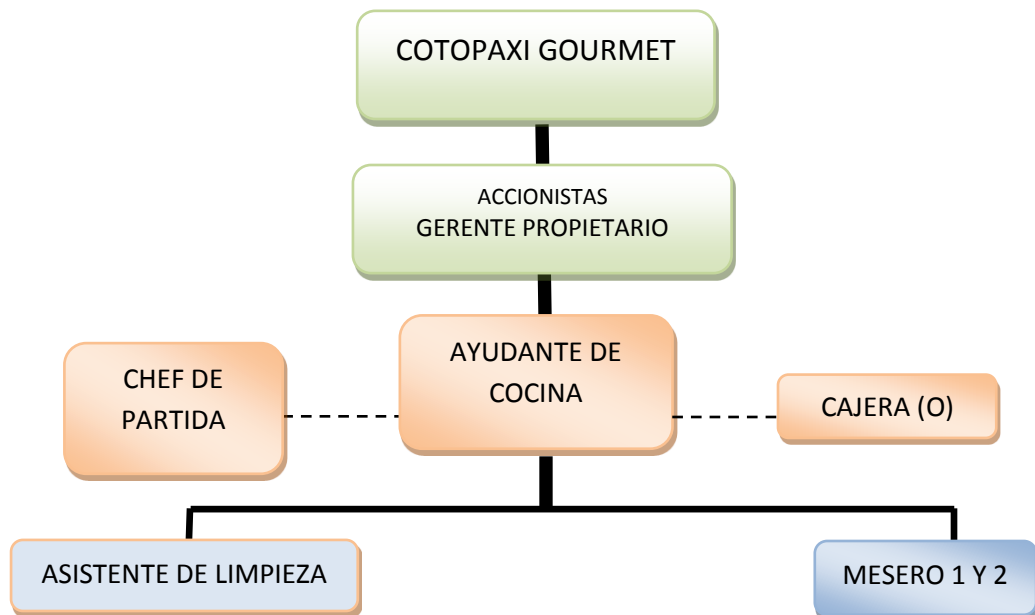 COTOPAXI GOURMET
ACCIONISTAS
GERENTE PROPIETARIO
CHEF DE
PARTIDA
AYUDANTE DE
COCINA
CAJERA (O)
ASISTENTE DE LIMPIEZA
MESERO 1 Y 2